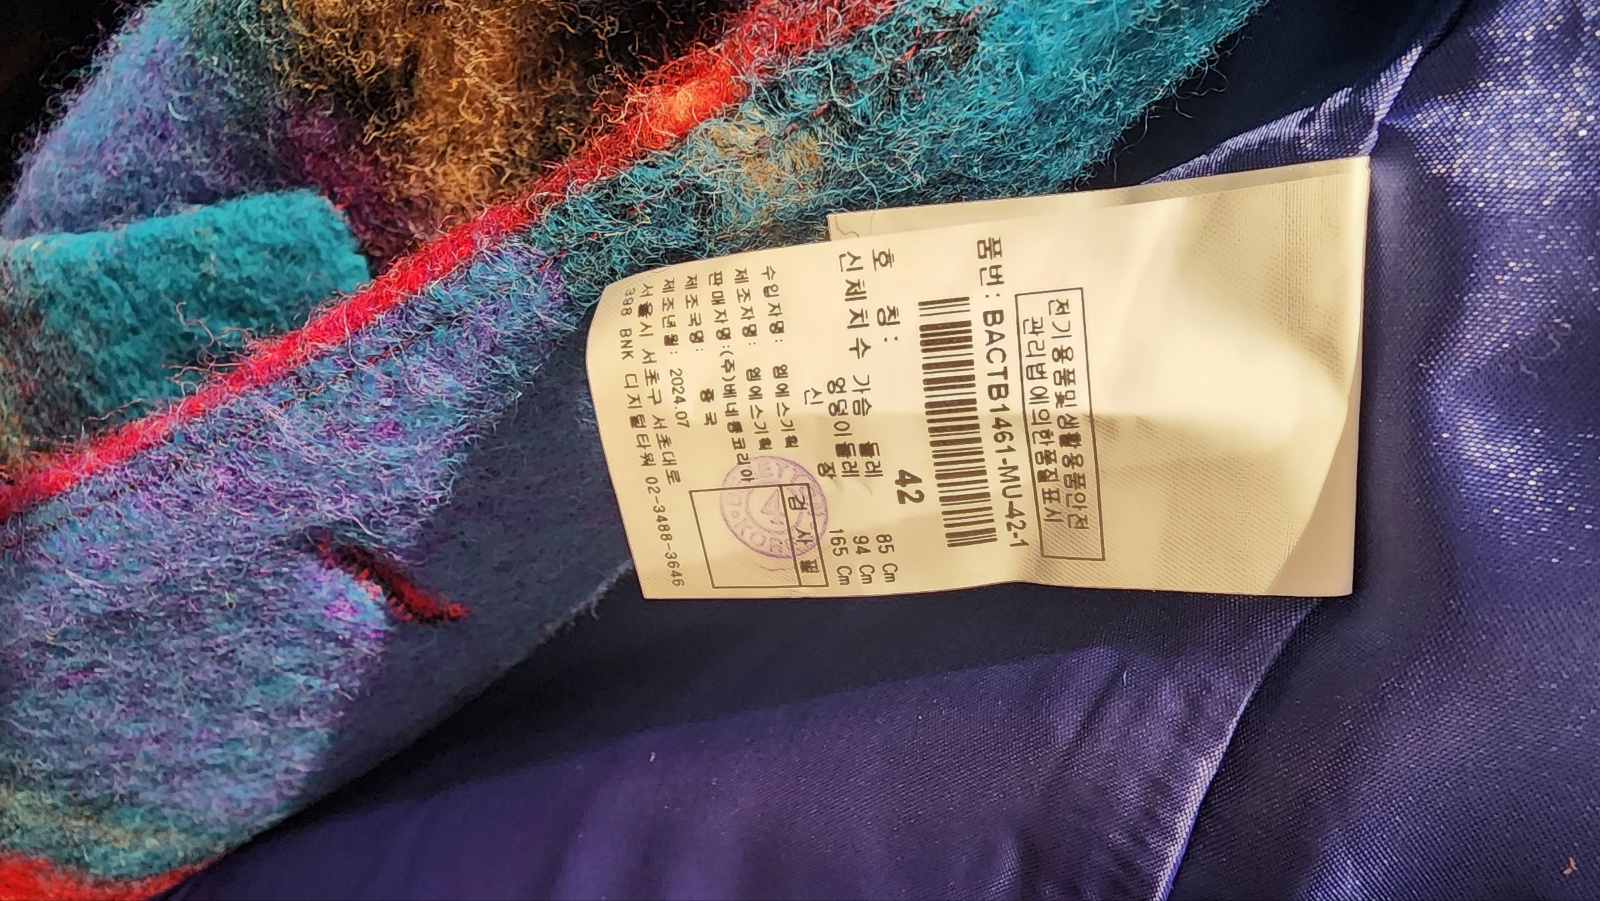 전기용품및생활용품안전
관리법에의한품질표시
품번: BACTB1461-MU-42-1
호 칭: 42
신체치수 가슴 둘레 85 Cm
엉덩이둘레 94 Cm
신 장 165 Cm
수입자명: 엠에스기획
제조자명: 엠에스기획
판매자명:(주)베네통코리아
제조국명: 중국
제조년월: 2024.07
서울시 서초구 서초대로
398 BNK 디지털타워 02-3488-3646
검 사 필